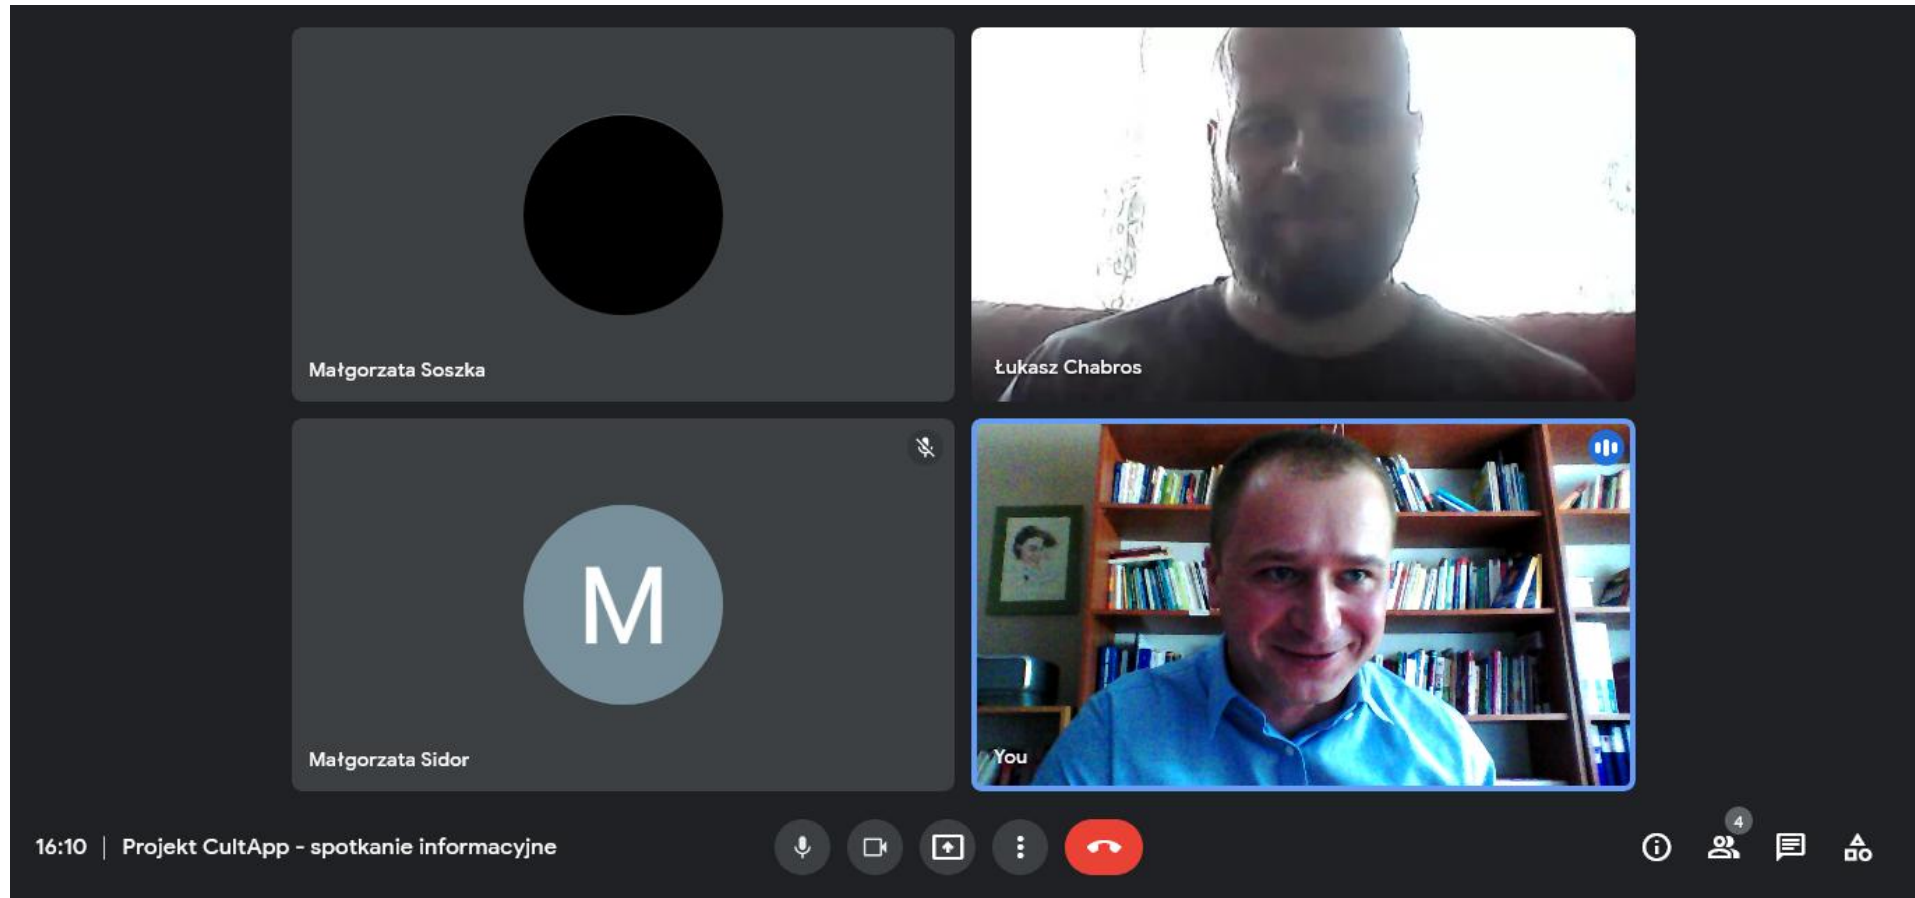 Małgorzata Soszka
Łukasz Chabros
M
Małgorzata Sidor
You
16:10 | Projekt CultApp - spotkanie informacyjne
4